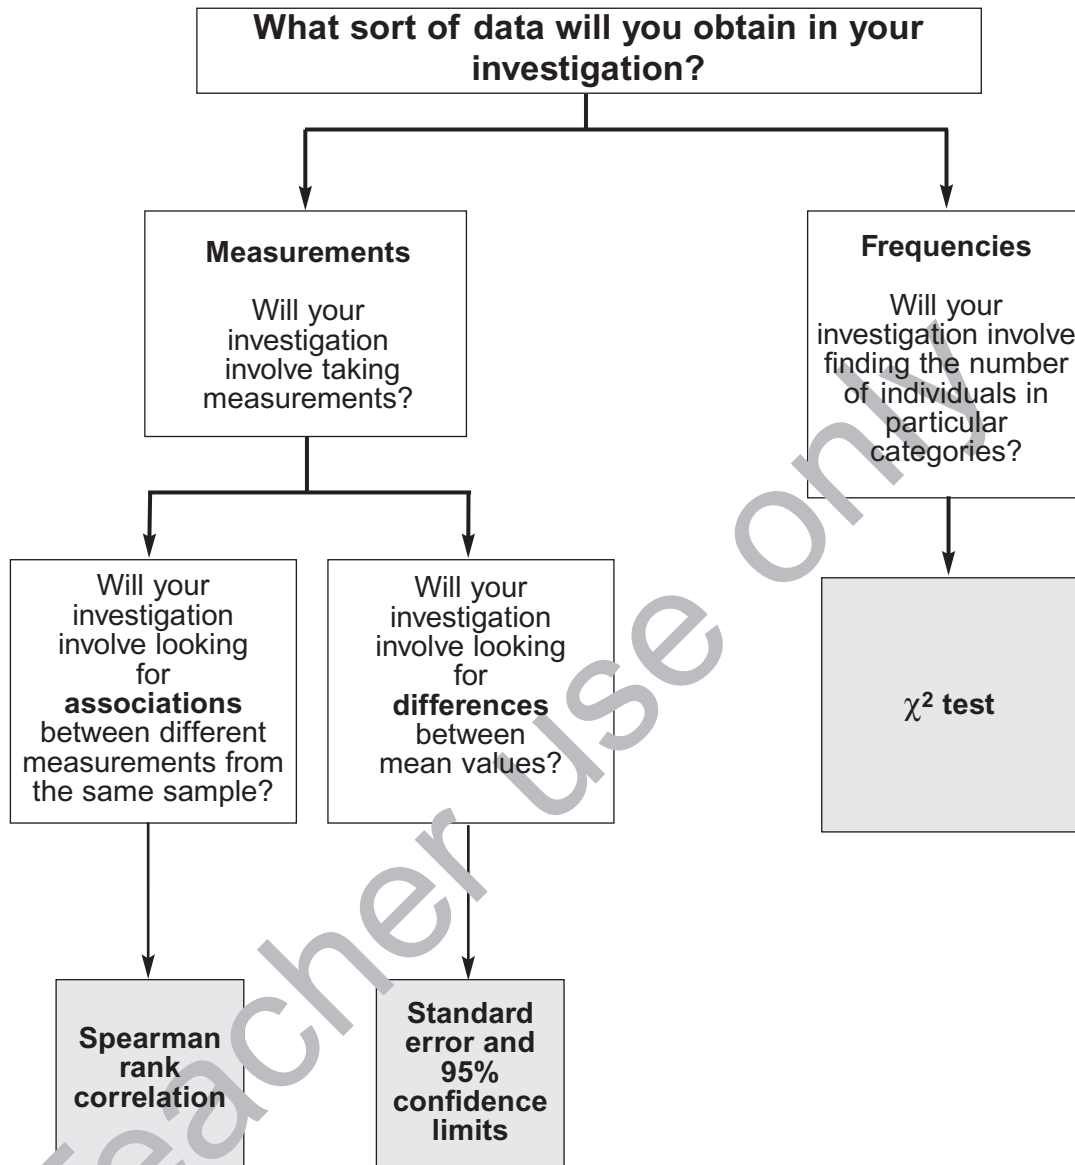 What sort of data will you obtain in your
investigation?
Measurements
Will your
investigation
involve taking
measurements?
Frequencies
Will your
investigation involve
finding the number
of individuals in
particular
categories?
Will your
investigation
involve looking
for
associations
between different
measurements from
the same sample?
Will your
investigation
involve looking
for
differences
between
mean values?
χ² test
Spearman
rank
correlation
Standard
error and
95%
confidence
limits
Teacher use only